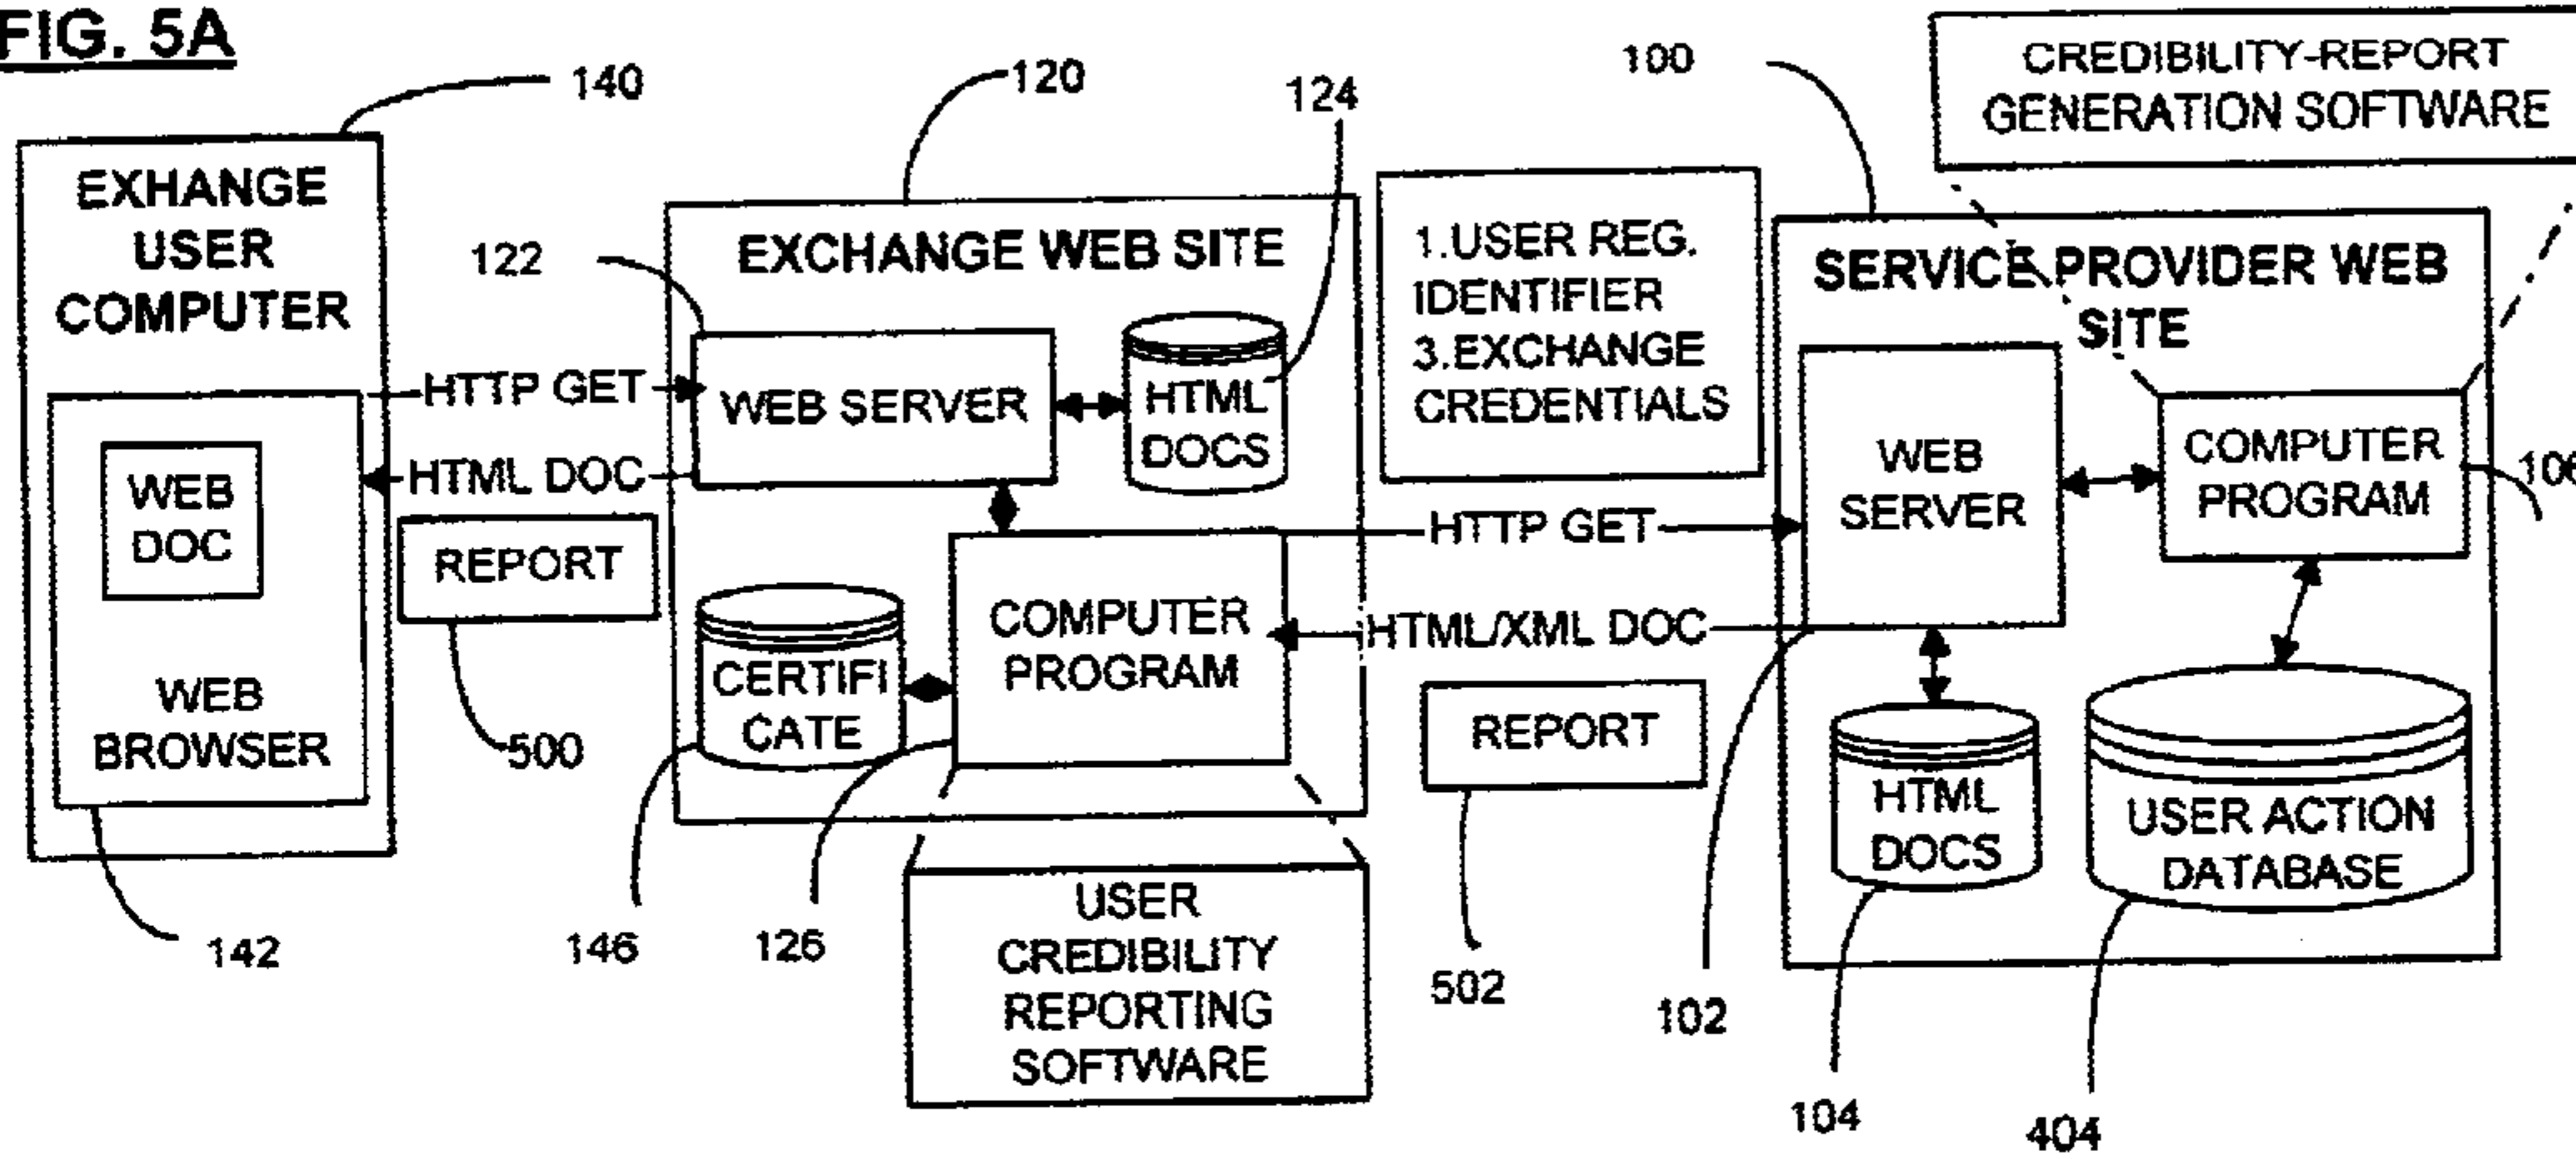 FIG. 5A
140
120
124
100
CREDIBILITY-REPORT
GENERATION SOFTWARE
EXHANGE
USER
COMPUTER
122
EXCHANGE WEB SITE
1.USER REG.
IDENTIFIER
3.EXCHANGE
CREDENTIALS
SERVICE PROVIDER WEB
SITE
HTTP GET
WEB SERVER
HTML
DOCS
HTML DOC
WEB
DOC
REPORT
WEB
SERVER
COMPUTER
PROGRAM
106
HTTP GET
COMPUTER
PROGRAM
HTML/XML DOC
CERTIFI
CATE
WEB
BROWSER
500
REPORT
HTML
DOCS
USER ACTION
DATABASE
142
146
126
USER
CREDIBILITY
REPORTING
SOFTWARE
502
102
104
404